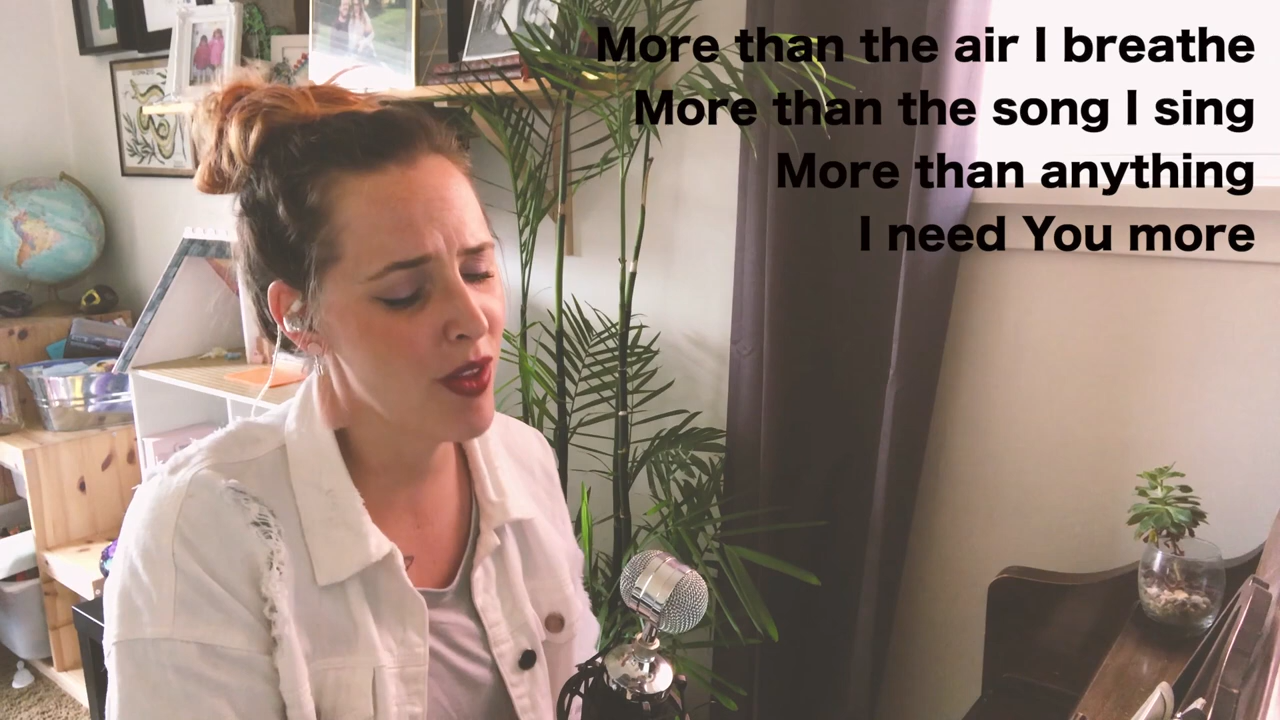 More than the air I breathe
More than the song I sing
More than anything
I need You more